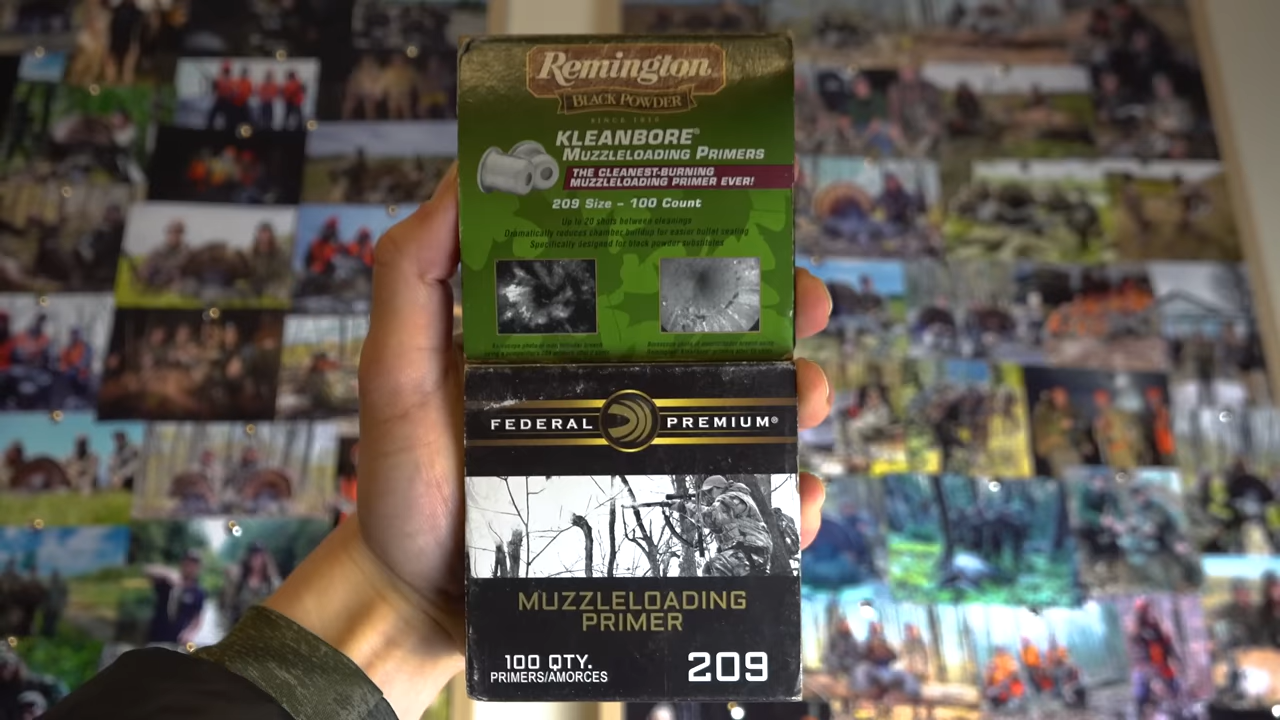 Remington
BLACK POWDER
SINCE 1816
KLEANBORE®
MUZZLELOADING PRIMERS
THE CLEANEST-BURNING
MUZZLELOADING PRIMER EVER!
209 Size – 100 Count
Up to 20 shots between cleanings
Dramatically reduces chamber buildup for easier bullet seating
Specifically designed for black powder substitutes
FEDERAL PREMIUM®
MUZZLELOADING
PRIMER
100 QTY.
PRIMERS/AMORCES
209